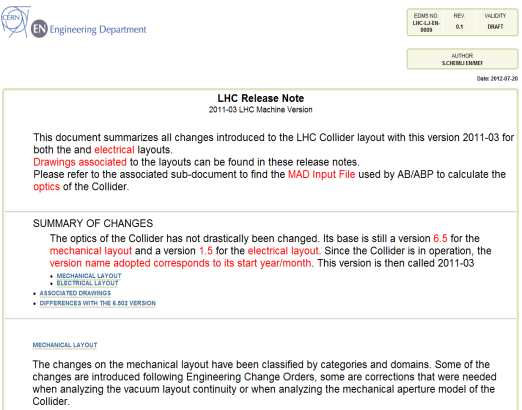 CERN
EN Engineering Department
EDMS NO. REV. VALIDITY
LHC-LJ-EN-0009 0.1 DRAFT
AUTHOR
S.CHEMLI EN/MEF
Date: 2012-07-20
LHC Release Note
2011-03 LHC Machine Version
This document summarizes all changes introduced to the LHC Collider layout with this version 2011-03 for
both the and electrical layouts.
Drawings associated to the layouts can be found in these release notes.
Please refer to the associated sub-document to find the MAD Input File used by AB/ABP to calculate the
optics of the Collider.
SUMMARY OF CHANGES
The optics of the Collider has not drastically been changed. Its base is still a version 6.5 for the
mechanical layout and a version 1.5 for the electrical layout. Since the Collider is in operation, the
version name adopted corresponds to its start year/month. This version is then called 2011-03
• MECHANICAL LAYOUT
• ELECTRICAL LAYOUT
• ASSOCIATED DRAWINGS
• DIFFERENCES WITH THE 6.502 VERSION
MECHANICAL LAYOUT
The changes on the mechanical layout have been classified by categories and domains. Some of the
changes are introduced following Engineering Change Orders, some are corrections that were needed
when analyzing the vacuum layout continuity or when analyzing the mechanical aperture model of the
Collider.